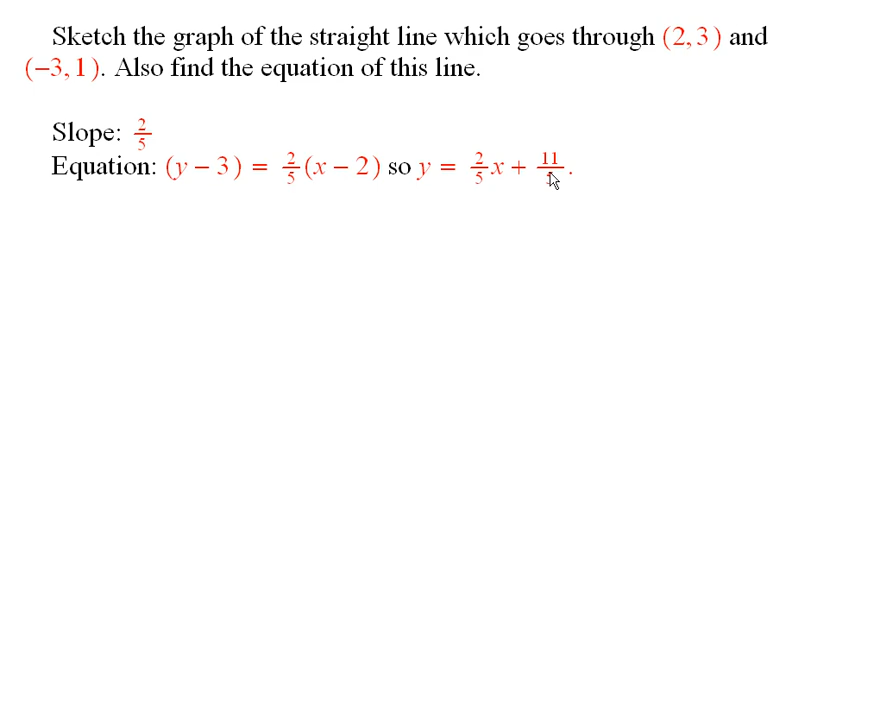 Sketch the graph of the straight line which goes through (2,3) and
(−3,1). Also find the equation of this line.
Slope: 2/5
Equation: (y − 3) = 2/5(x − 2) so y = 2/5x + 11/.